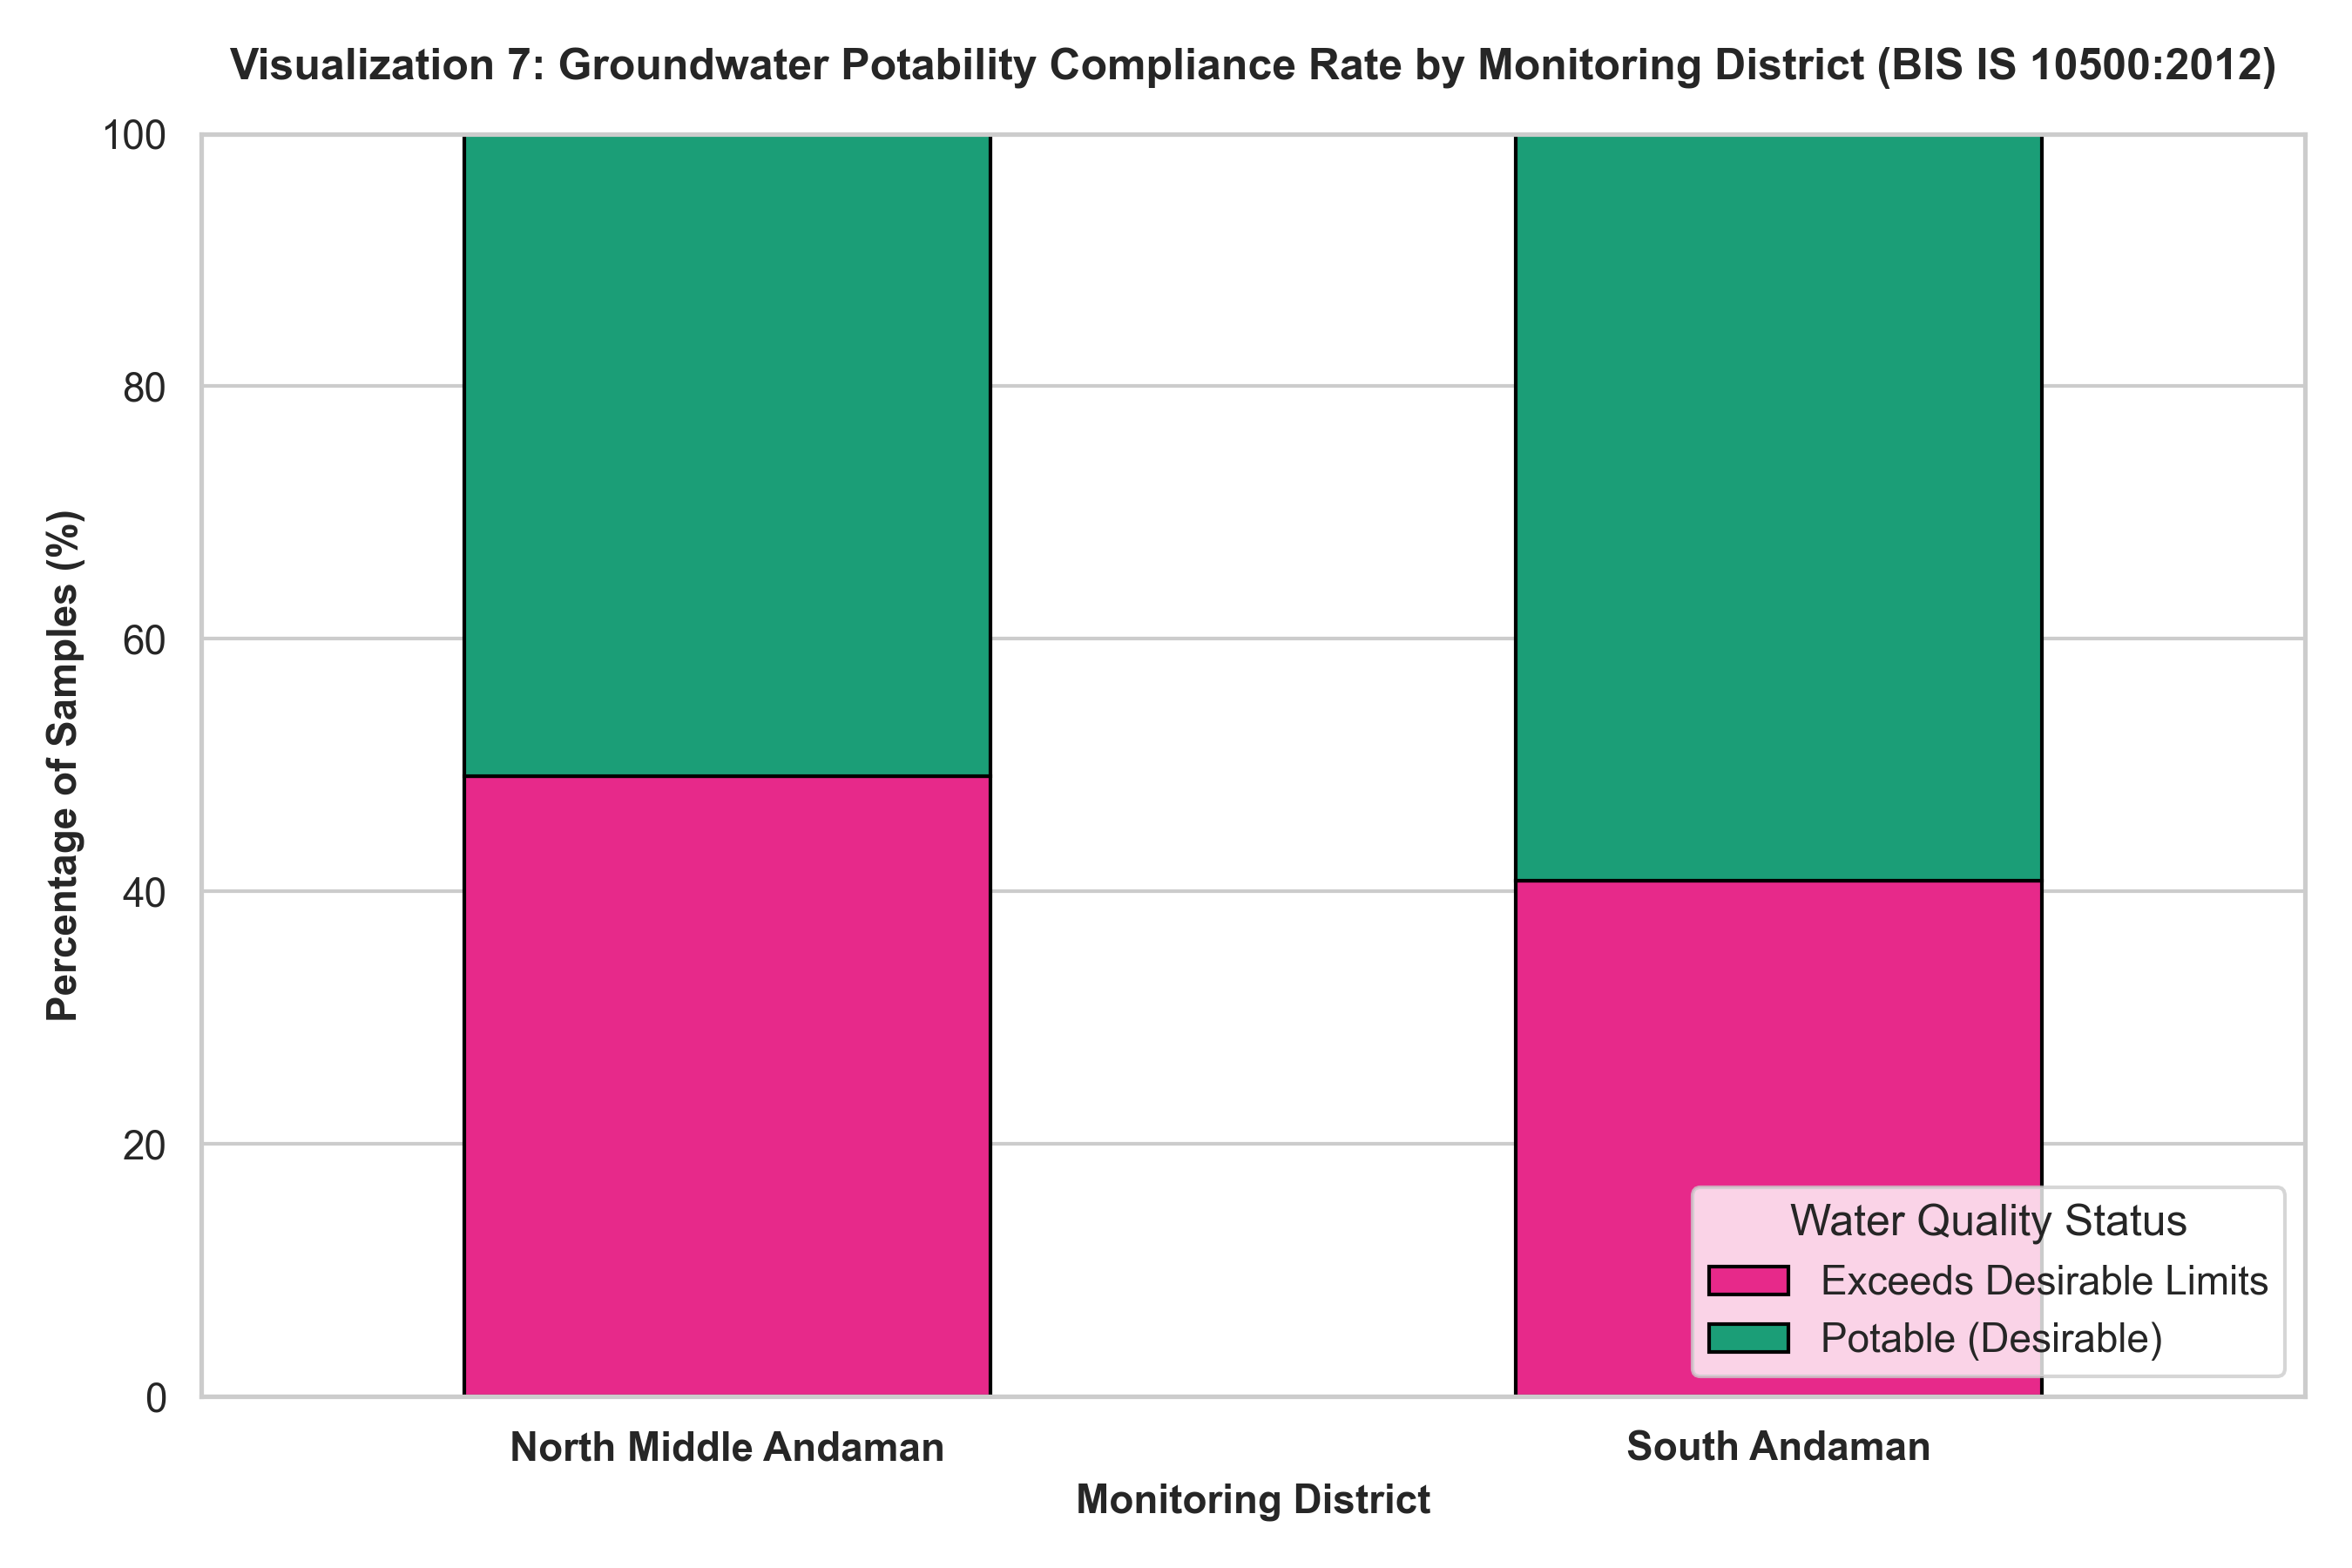 Visualization 7: Groundwater Potability Compliance Rate by Monitoring District (BIS IS 10500:2012)
Percentage of Samples (%)
100
80
60
40
20
0
Water Quality Status
Exceeds Desirable Limits
Potable (Desirable)
North Middle Andaman
South Andaman
Monitoring District